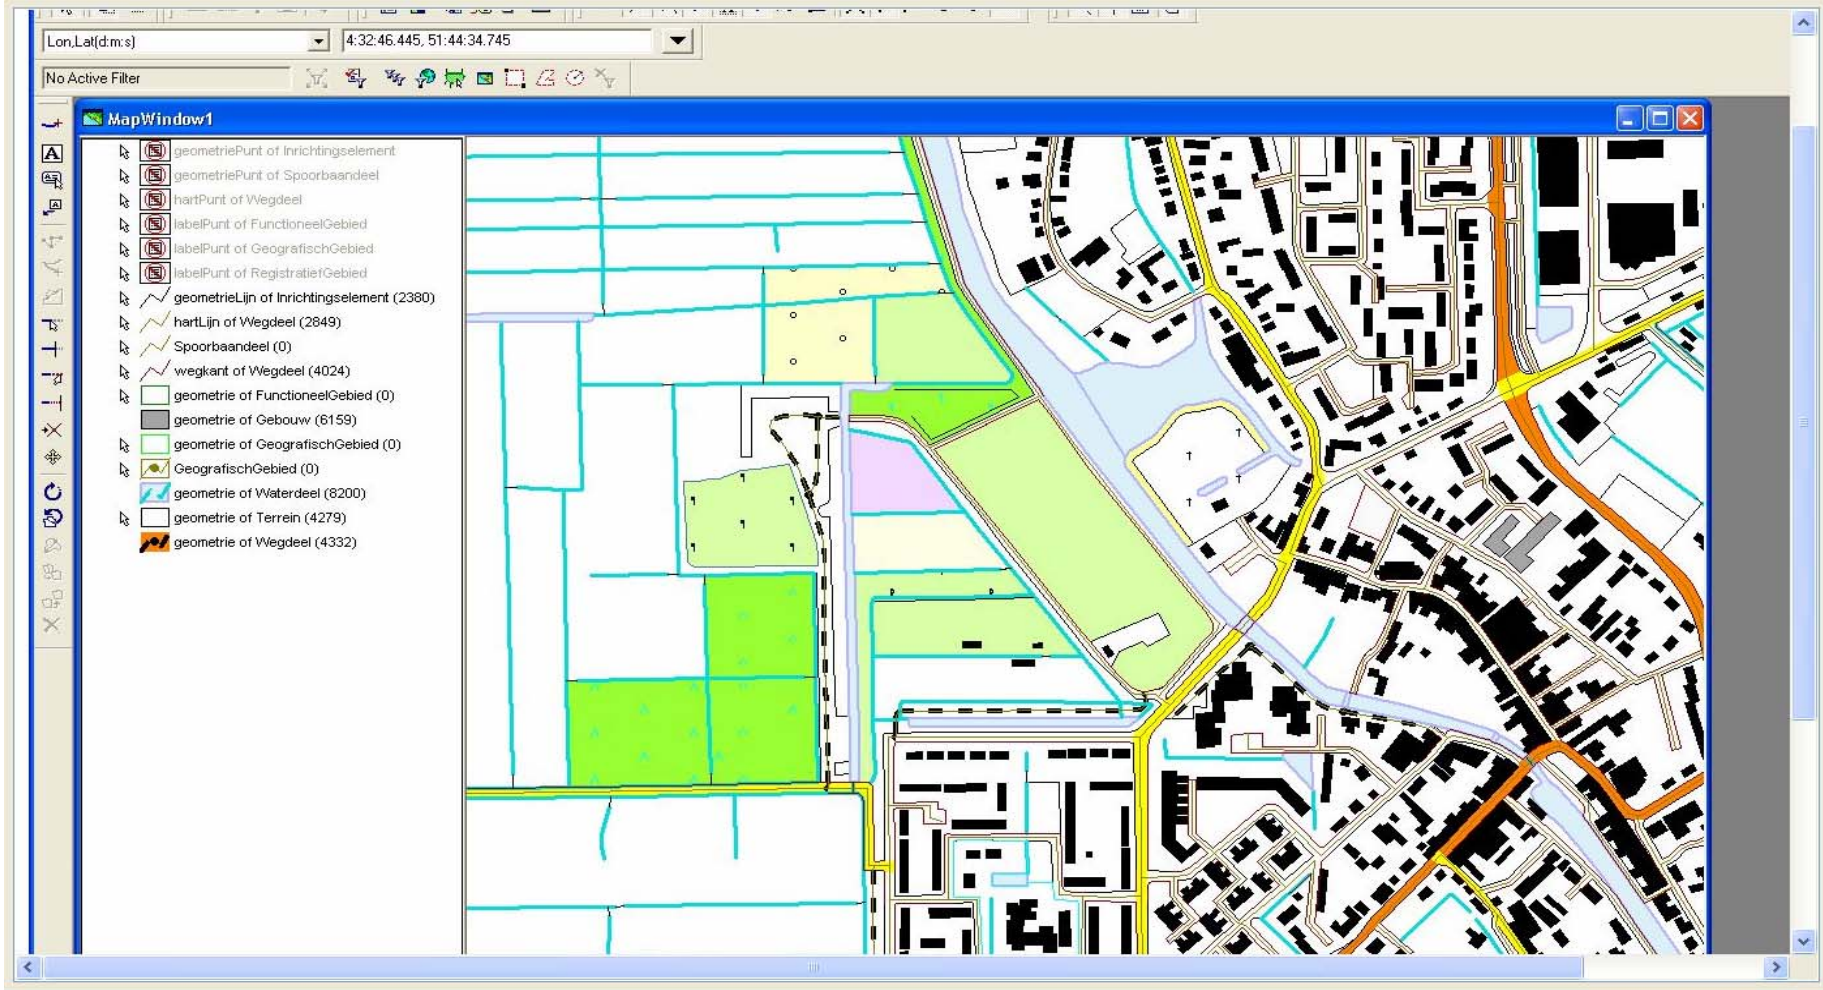 Lon,Lat(d:m:s)
4:32:46.445, 51:44:34.745
No Active Filter
MapWindow1
geometriePunt of Inrichtingselement
geometriePunt of Spoorbaandeel
hartPunt of Wegdeel
labelPunt of FunctioneelGebied
labelPunt of GeografischGebied
labelPunt of RegistratiefGebied
geometrieLijn of Inrichtingselement (2380)
hartLijn of Wegdeel (2849)
Spoorbaandeel (0)
wegkant of Wegdeel (4024)
geometrie of FunctioneelGebied (0)
geometrie of Gebouw (6159)
geometrie of GeografischGebied (0)
GeografischGebied (0)
geometrie of Waterdeel (8200)
geometrie of Terrein (4279)
geometrie of Wegdeel (4332)